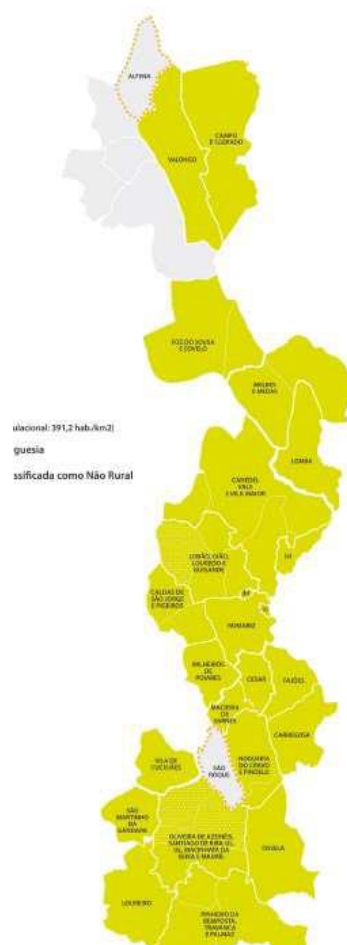 ALFENA
CAMPO
E SOBRADO
VALONGO
FOZ DO SOUSA
E COVELO
MELRES
E MEDAS
ulacional: 391,2 hab./km2)
guesia
ssificada como Não Rural
LOMBA
CANEDO,
VALE
E VILA MAIOR
LOBÃO, GIÃO,
LOUREDO E
GUISANDE
CALDAS DE
SÃO JORGE
E PIGEIROS
ROMARIZ
MILHEIRÓS
DE
POIARES
CESAR
FAJÕES
MACIEIRA
DE
SARNES
CARREGOSA
VILA DE
CUCUJÃES
SÃO
ROQUE
NOGUEIRA
DO CRAVO
E PINDELO
SÃO
MARTINHO
DA
GÂNDARA
OLIVEIRA DE AZEMÉIS,
SANTIAGO DE RIBA-UL,
UL, MACINHATA DA
SEIXA E MADAIL
OSSELA
LOUREIRO
PINHEIRO DA
BEMPOSTA,
TRAVANCA
E PALMAZ